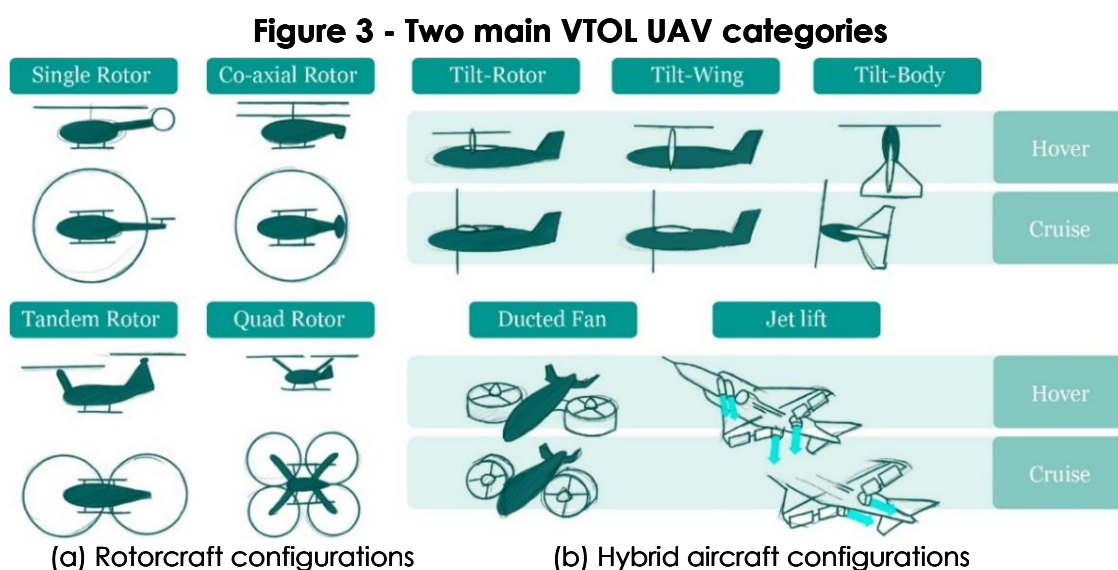 Figure 3 - Two main VTOL UAV categories
Single Rotor
Co-axial Rotor
Tilt-Rotor
Tilt-Wing
Tilt-Body
Hover
Cruise
Tandem Rotor
Quad Rotor
Ducted Fan
Jet lift
Hover
Cruise
(a) Rotorcraft configurations
(b) Hybrid aircraft configurations